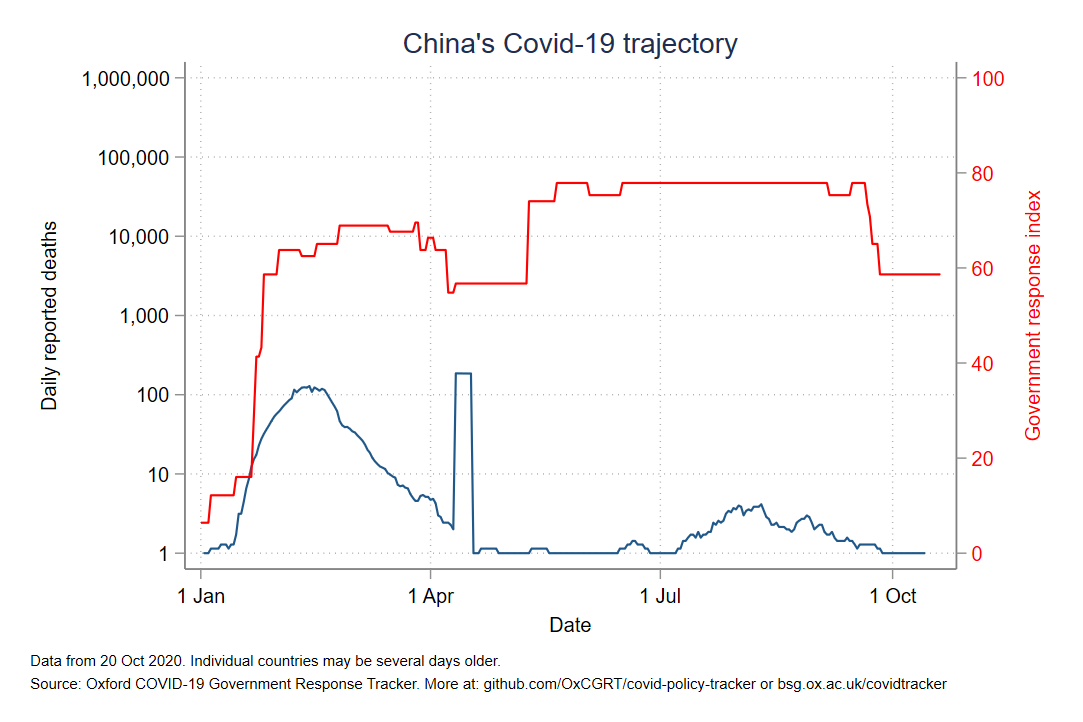 China's Covid-19 trajectory
1,000,000
100,000
10,000
1,000
100
10
1
Daily reported deaths
100
80
60
40
20
0
Government response index
1 Jan
1 Apr
1 Jul
1 Oct
Date
Data from 20 Oct 2020. Individual countries may be several days older.
Source: Oxford COVID-19 Government Response Tracker. More at: github.com/OxCGRT/covid-policy-tracker or bsg.ox.ac.uk/covidtracker